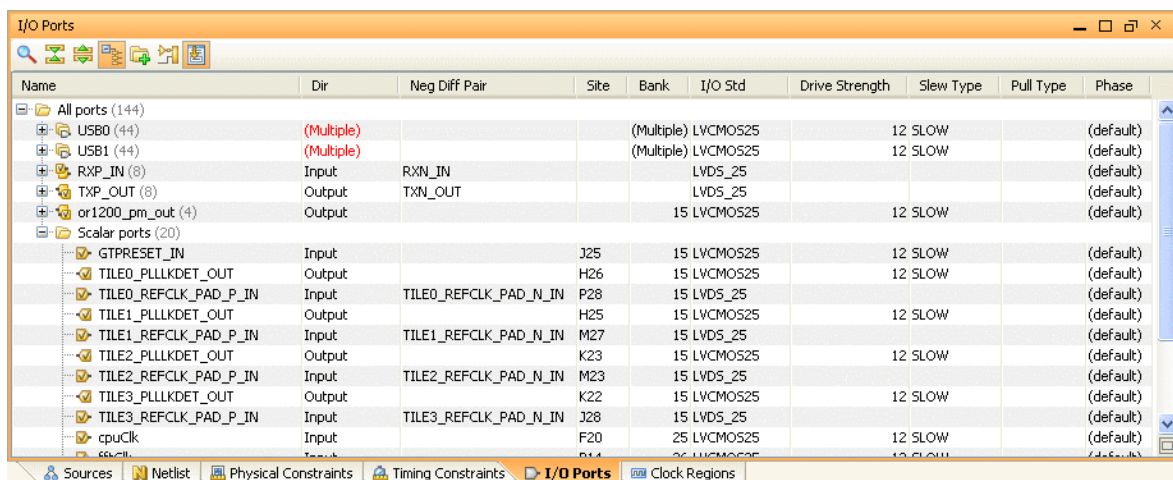 I/O Ports
Name Dir Neg Diff Pair Site Bank I/O Std Drive Strength Slew Type Pull Type Phase
All ports (144)
USB0 (44) (Multiple) (Multiple) LVCMOS25 12 SLOW (default)
USB1 (44) (Multiple) (Multiple) LVCMOS25 12 SLOW (default)
RXP_IN (8) Input RXN_IN LVDS_25 (default)
TXP_OUT (8) Output TXN_OUT LVDS_25 (default)
or1200_pm_out (4) Output 15 LVCMOS25 12 SLOW (default)
Scalar ports (20)
GTPRESET_IN Input J25 15 LVCMOS25 12 SLOW (default)
TILE0_PLLLKDET_OUT Output H26 15 LVCMOS25 12 SLOW (default)
TILE0_REFCLK_PAD_P_IN Input TILE0_REFCLK_PAD_N_IN P28 15 LVDS_25 (default)
TILE1_PLLLKDET_OUT Output H25 15 LVCMOS25 12 SLOW (default)
TILE1_REFCLK_PAD_P_IN Input TILE1_REFCLK_PAD_N_IN M27 15 LVDS_25 (default)
TILE2_PLLLKDET_OUT Output K23 15 LVCMOS25 12 SLOW (default)
TILE2_REFCLK_PAD_P_IN Input TILE2_REFCLK_PAD_N_IN M23 15 LVDS_25 (default)
TILE3_PLLLKDET_OUT Output K22 15 LVCMOS25 12 SLOW (default)
TILE3_REFCLK_PAD_P_IN Input TILE3_REFCLK_PAD_N_IN J28 15 LVDS_25 (default)
cpuClk Input F20 25 LVCMOS25 12 SLOW (default)
Sources Netlist Physical Constraints Timing Constraints I/O Ports Clock Regions